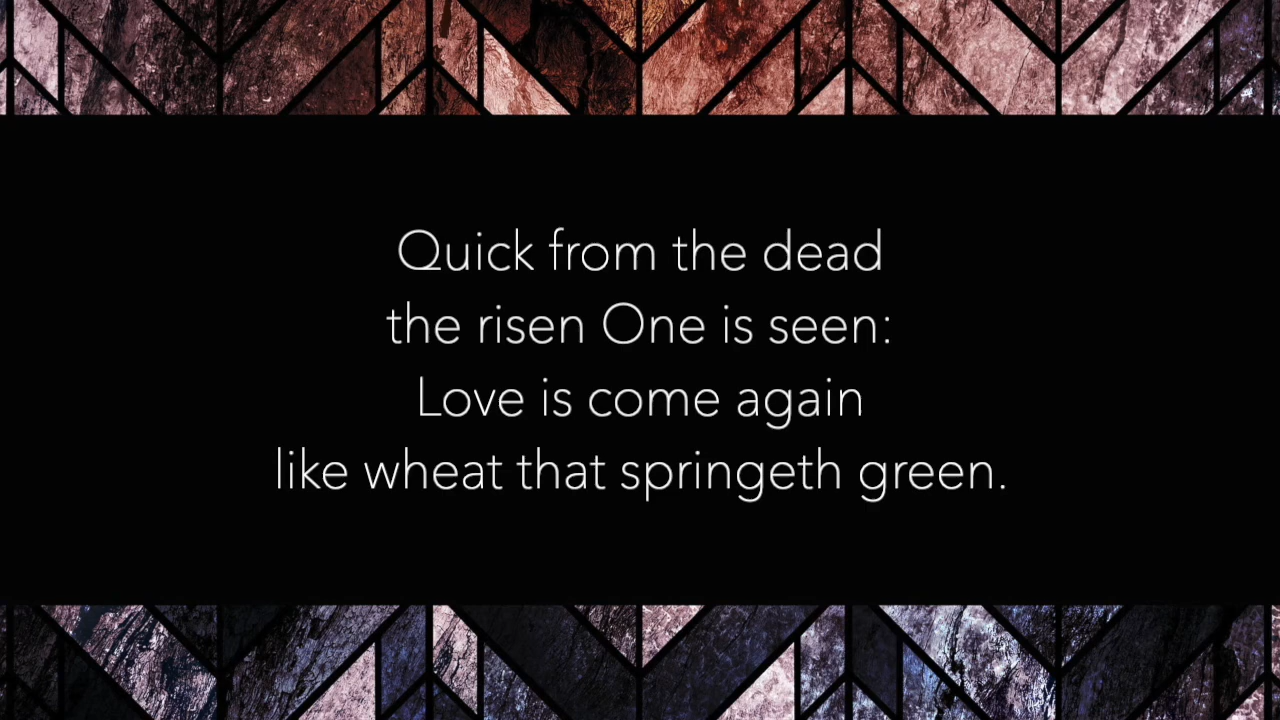 Quick from the dead
the risen One is seen:
Love is come again
like wheat that springeth green.